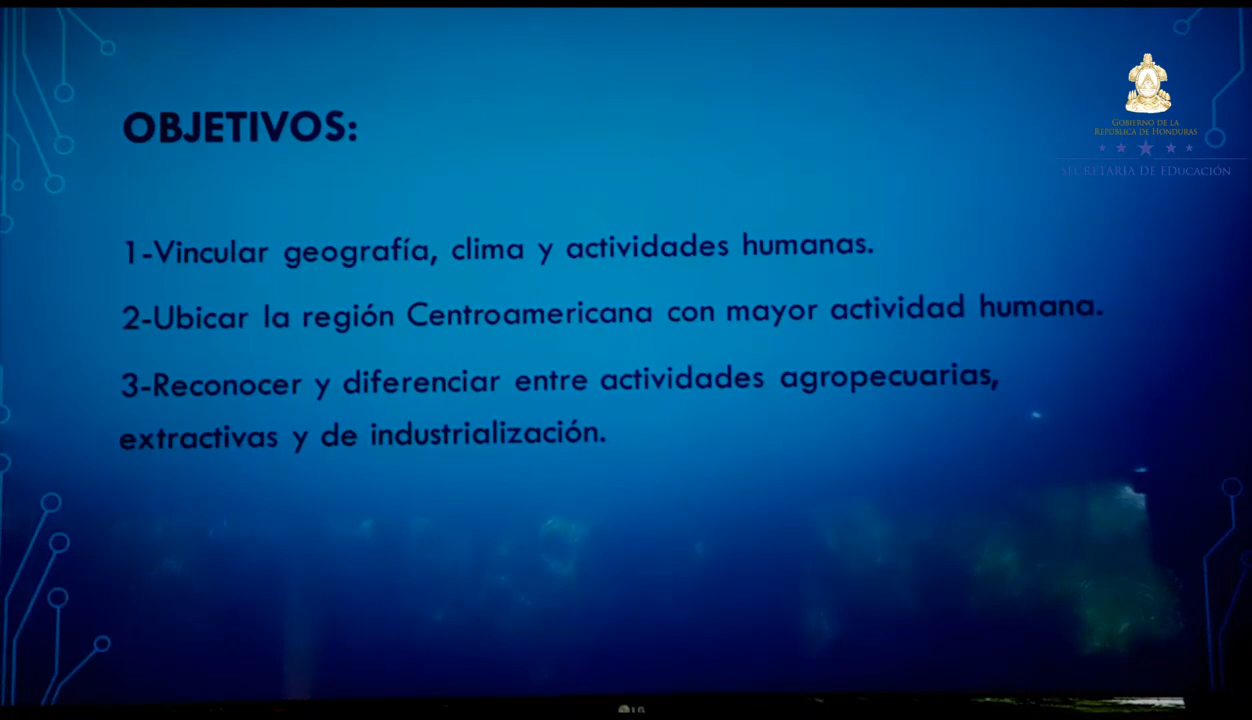 OBJETIVOS:
GOBIERNO DE LA
REPÚBLICA DE HONDURAS
SECRETARÍA DE EDUCACIÓN
1-Vincular geografía, clima y actividades humanas.
2-Ubicar la región Centroamericana con mayor actividad humana.
3-Reconocer y diferenciar entre actividades agropecuarias,
extractivas y de industrialización.
LG